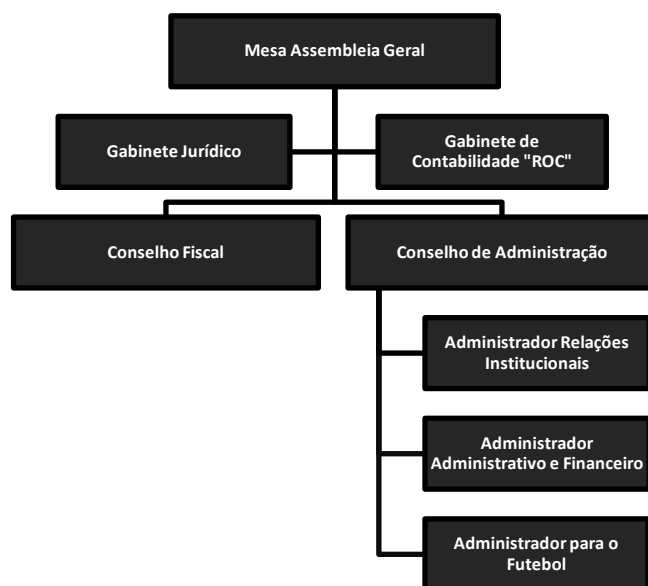 Mesa Assembleia Geral
Gabinete Jurídico
Gabinete de
Contabilidade "ROC"
Conselho Fiscal
Conselho de Administração
Administrador Relações
Institucionais
Administrador
Administrativo e Financeiro
Administrador para o
Futebol